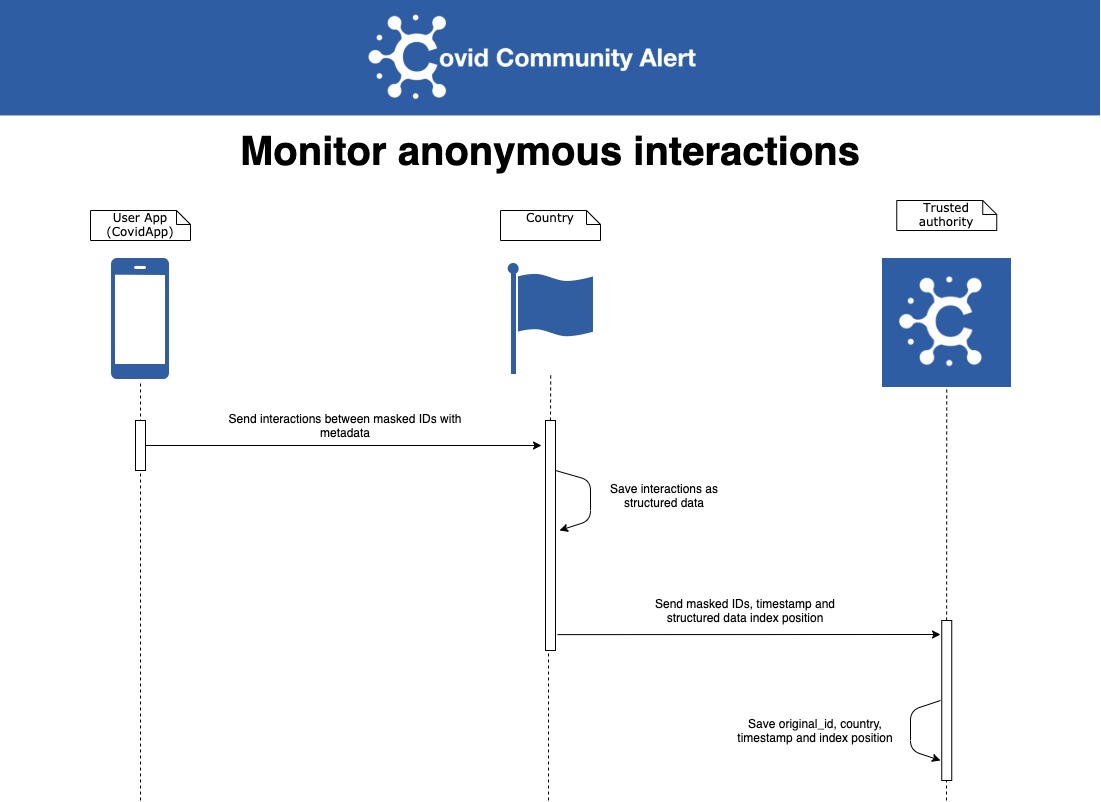 Covid Community Alert
Monitor anonymous interactions
User App
(CovidApp)
Country
Trusted
authority
Send interactions between masked IDs with
metadata
Save interactions as
structured data
Send masked IDs, timestamp and
structured data index position
Save original_id, country,
timestamp and index position